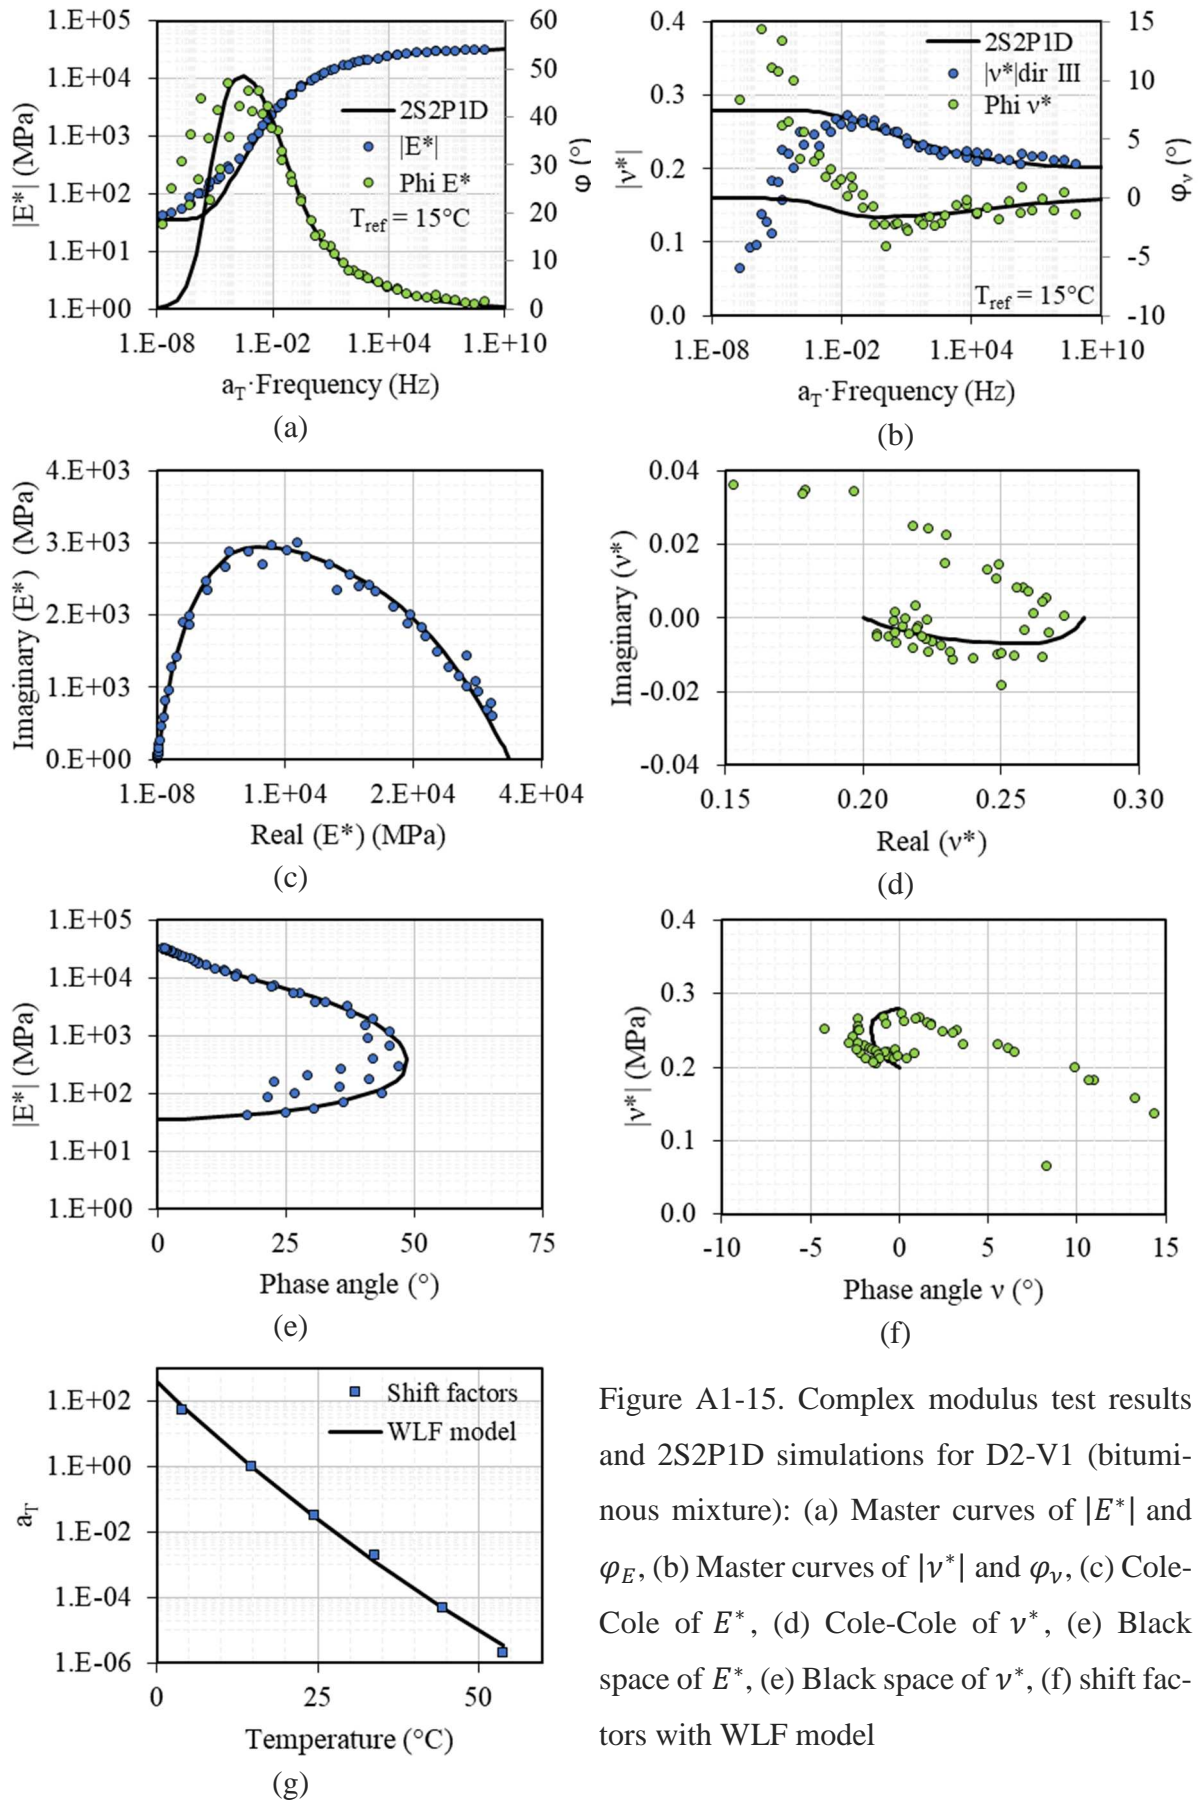 1.E+05
1.E+04
1.E+03
1.E+02
1.E+01
1.E+00
|E*| (MPa)
60
50
40
30
20
10
0
φ (°)
2S2P1D
|E*|
Phi E*
T_ref = 15°C
1.E-08 1.E-02 1.E+04 1.E+10
a_T·Frequency (Hz)
(a)
0.4
0.3
0.2
0.1
0.0
|ν*|
15
10
5
0
-5
-10
φ_ν (°)
2S2P1D
|ν*|dir III
Phi ν*
T_ref = 15°C
1.E-08 1.E-02 1.E+04 1.E+10
a_T·Frequency (Hz)
(b)
4.E+03
3.E+03
2.E+03
1.E+03
0.E+00
Imaginary (E*) (MPa)
1.E-08 1.E+04 2.E+04 4.E+04
Real (E*) (MPa)
(c)
0.04
0.02
0.00
-0.02
-0.04
Imaginary (ν*)
0.15 0.20 0.25 0.30
Real (ν*)
(d)
1.E+05
1.E+04
1.E+03
1.E+02
1.E+01
1.E+00
|E*| (MPa)
0 25 50 75
Phase angle (°)
(e)
0.4
0.3
0.2
0.1
0.0
|ν*| (MPa)
-10 -5 0 5 10 15
Phase angle ν (°)
(f)
1.E+02
1.E+00
1.E-02
1.E-04
1.E-06
a_T
Shift factors
WLF model
0 25 50
Temperature (°C)
(g)
Figure A1-15. Complex modulus test results
and 2S2P1D simulations for D2-V1 (bitumi-
nous mixture): (a) Master curves of |E*| and
φ_E, (b) Master curves of |ν*| and φ_ν, (c) Cole-
Cole of E*, (d) Cole-Cole of ν*, (e) Black
space of E*, (e) Black space of ν*, (f) shift fac-
tors with WLF model